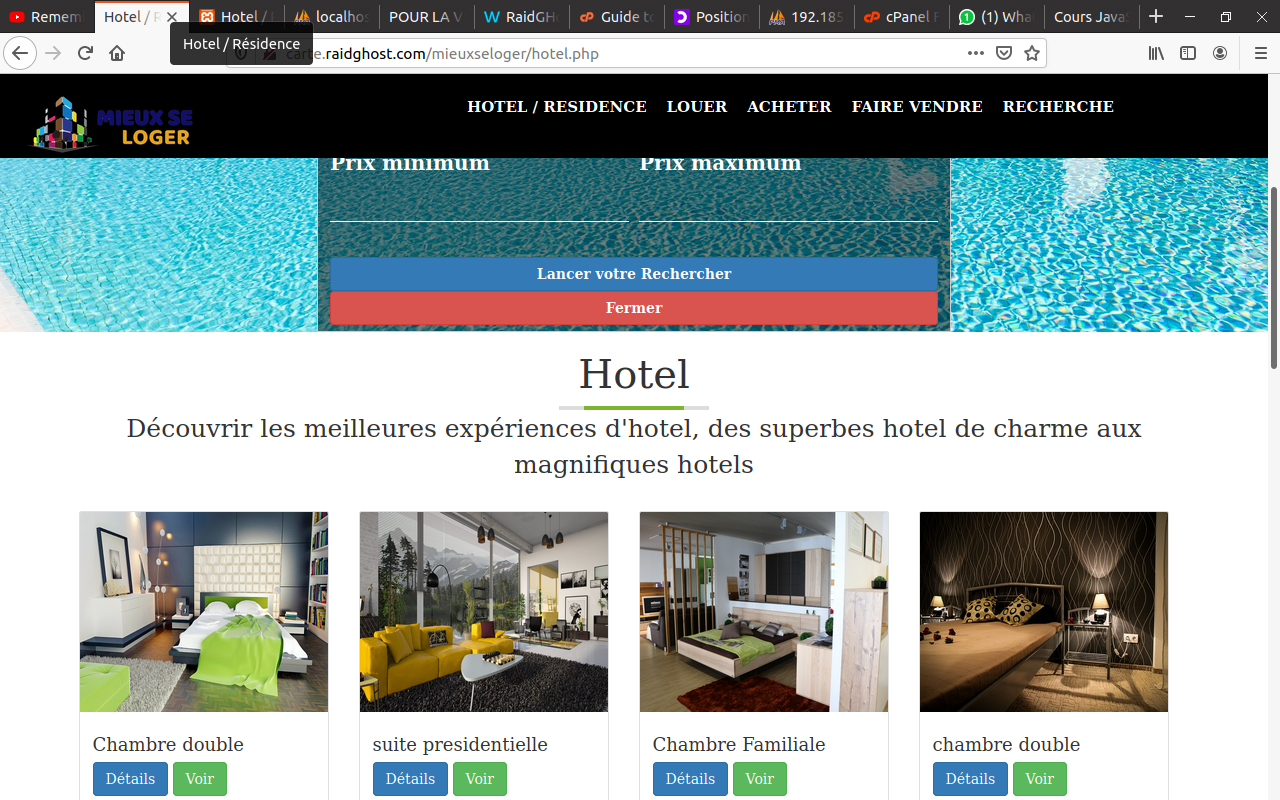 Remem Hotel / R Hotel / localhos POUR LA V RaidGH Guide to Position 192.185 cPanel F (1) Wha Cours Java
Hotel / Résidence
carte.raidghost.com/mieuxseloger/hotel.php
MIEUX SE
LOGER
HOTEL / RESIDENCE LOUER ACHETER FAIRE VENDRE RECHERCHE
Prix minimum Prix maximum
Lancer votre Rechercher
Fermer
Hotel
Découvrir les meilleures expériences d'hotel, des superbes hotel de charme aux
magnifiques hotels
Chambre double suite presidentielle Chambre Familiale chambre double
Détails Voir Détails Voir Détails Voir Détails Voir